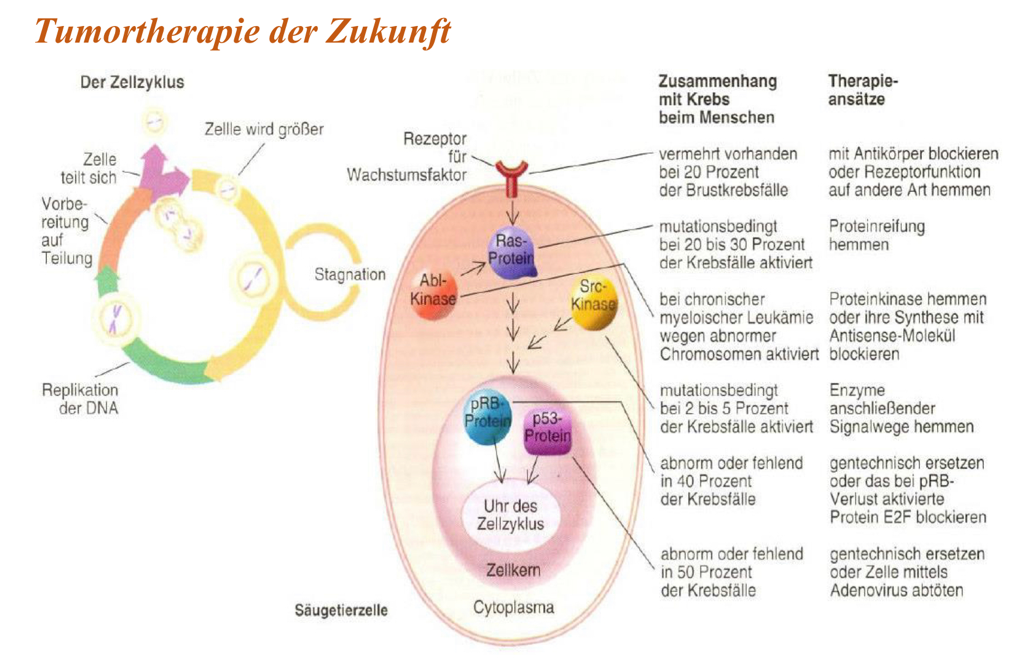 Tumortherapie der Zukunft
Der Zellzyklus
Zellle wird größer
Zelle
teilt sich
Vorbe-
reitung
auf
Teilung
Stagnation
Replikation
der DNA
Rezeptor
für
Wachstumsfaktor
Ras-
Protein
Abl-
Kinase
Src-
Kinase
pRB-
Protein
p53-
Protein
Uhr des
Zellzyklus
Zellkern
Cytoplasma
Säugetierzelle
Zusammenhang
mit Krebs
beim Menschen
Therapie-
ansätze
vermehrt vorhanden
bei 20 Prozent
der Brustkrebsfälle
mit Antikörper blockieren
oder Rezeptorfunktion
auf andere Art hemmen
mutationsbedingt
bei 20 bis 30 Prozent
der Krebsfälle aktiviert
Proteinreifung
hemmen
bei chronischer
myeloischer Leukämie
wegen abnormer
Chromosomen aktiviert
Proteinkinase hemmen
oder ihre Synthese mit
Antisense-Molekül
blockieren
mutationsbedingt
bei 2 bis 5 Prozent
der Krebsfälle aktiviert
Enzyme
anschließender
Signalwege hemmen
abnorm oder fehlend
in 40 Prozent
der Krebsfälle
gentechnisch ersetzen
oder das bei pRB-
Verlust aktivierte
Protein E2F blockieren
abnorm oder fehlend
in 50 Prozent
der Krebsfälle
gentechnisch ersetzen
oder Zelle mittels
Adenovirus abtöten